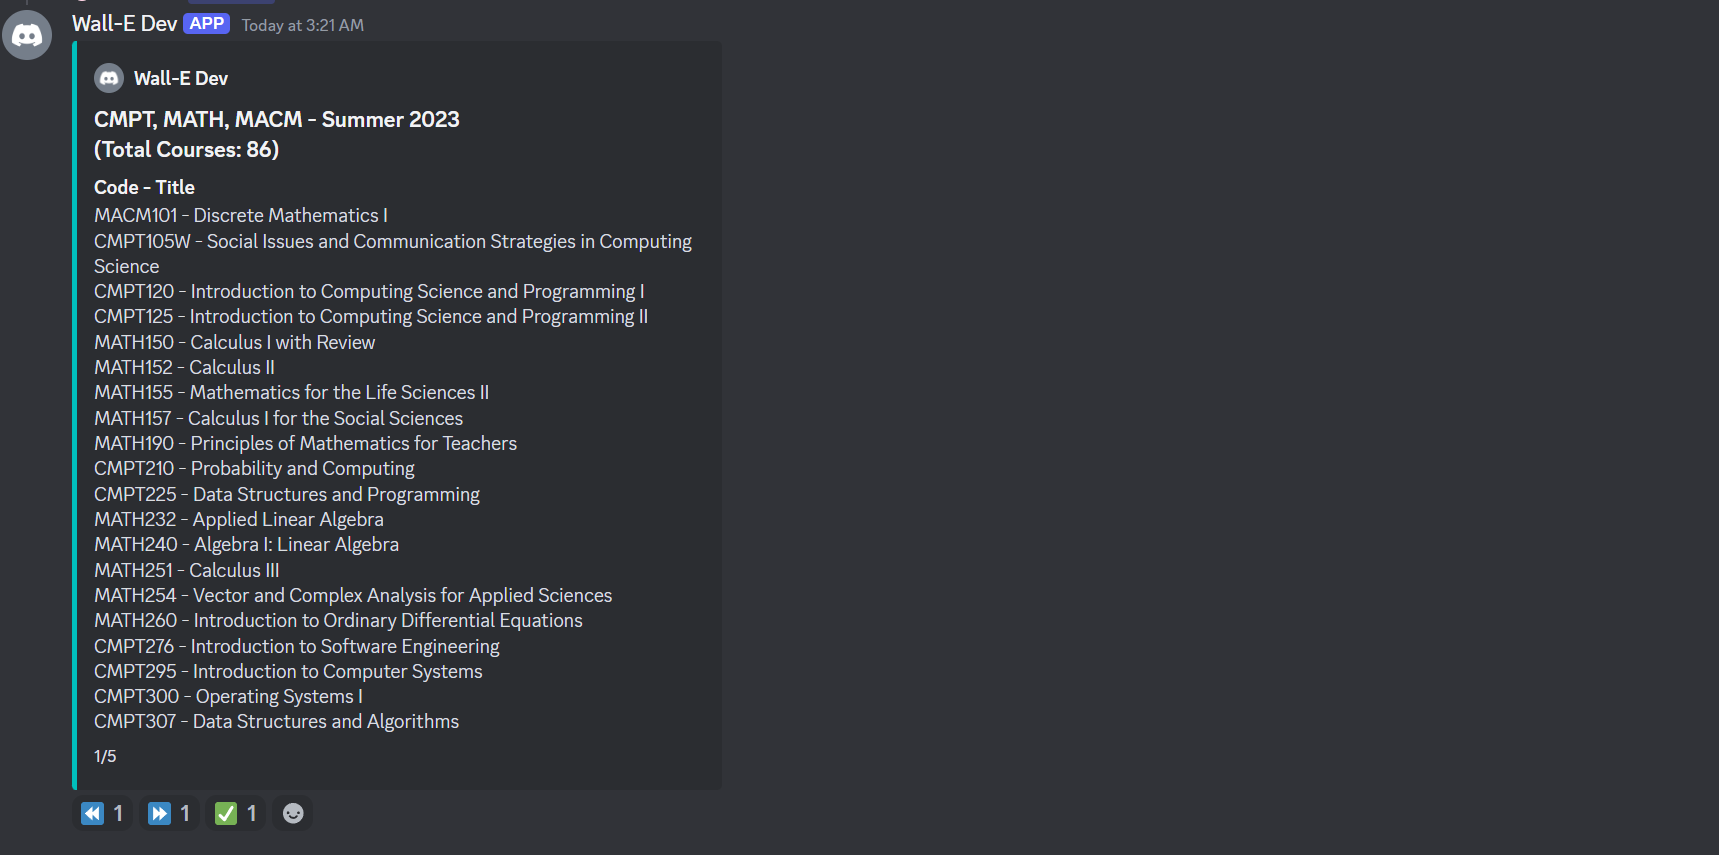 Wall-E Dev APP Today at 3:21 AM
Wall-E Dev
CMPT, MATH, MACM - Summer 2023
(Total Courses: 86)
Code - Title
MACM101 - Discrete Mathematics I
CMPT105W - Social Issues and Communication Strategies in Computing
Science
CMPT120 - Introduction to Computing Science and Programming I
CMPT125 - Introduction to Computing Science and Programming II
MATH150 - Calculus I with Review
MATH152 - Calculus II
MATH155 - Mathematics for the Life Sciences II
MATH157 - Calculus I for the Social Sciences
MATH190 - Principles of Mathematics for Teachers
CMPT210 - Probability and Computing
CMPT225 - Data Structures and Programming
MATH232 - Applied Linear Algebra
MATH240 - Algebra I: Linear Algebra
MATH251 - Calculus III
MATH254 - Vector and Complex Analysis for Applied Sciences
MATH260 - Introduction to Ordinary Differential Equations
CMPT276 - Introduction to Software Engineering
CMPT295 - Introduction to Computer Systems
CMPT300 - Operating Systems I
CMPT307 - Data Structures and Algorithms
1/5
1 1 1